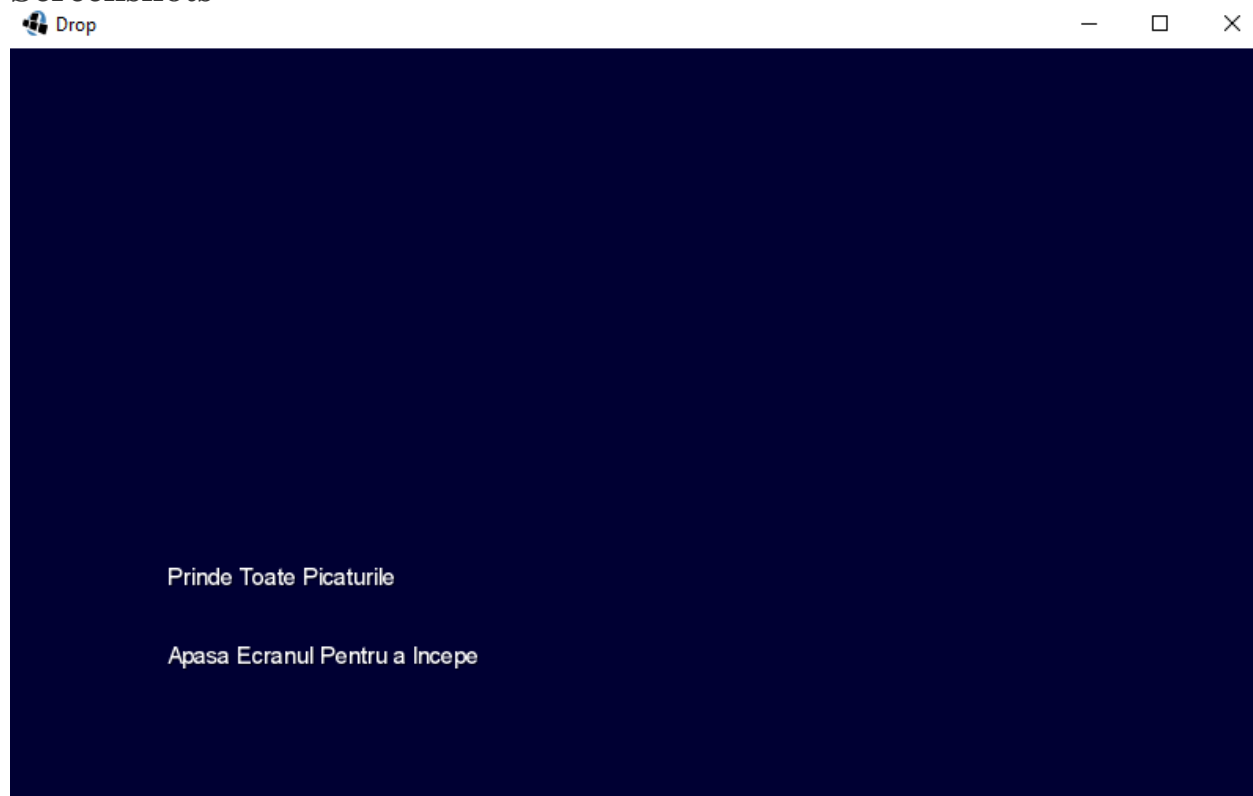 Screenshots
Drop
Prinde Toate Picaturile
Apasa Ecranul Pentru a Incepe